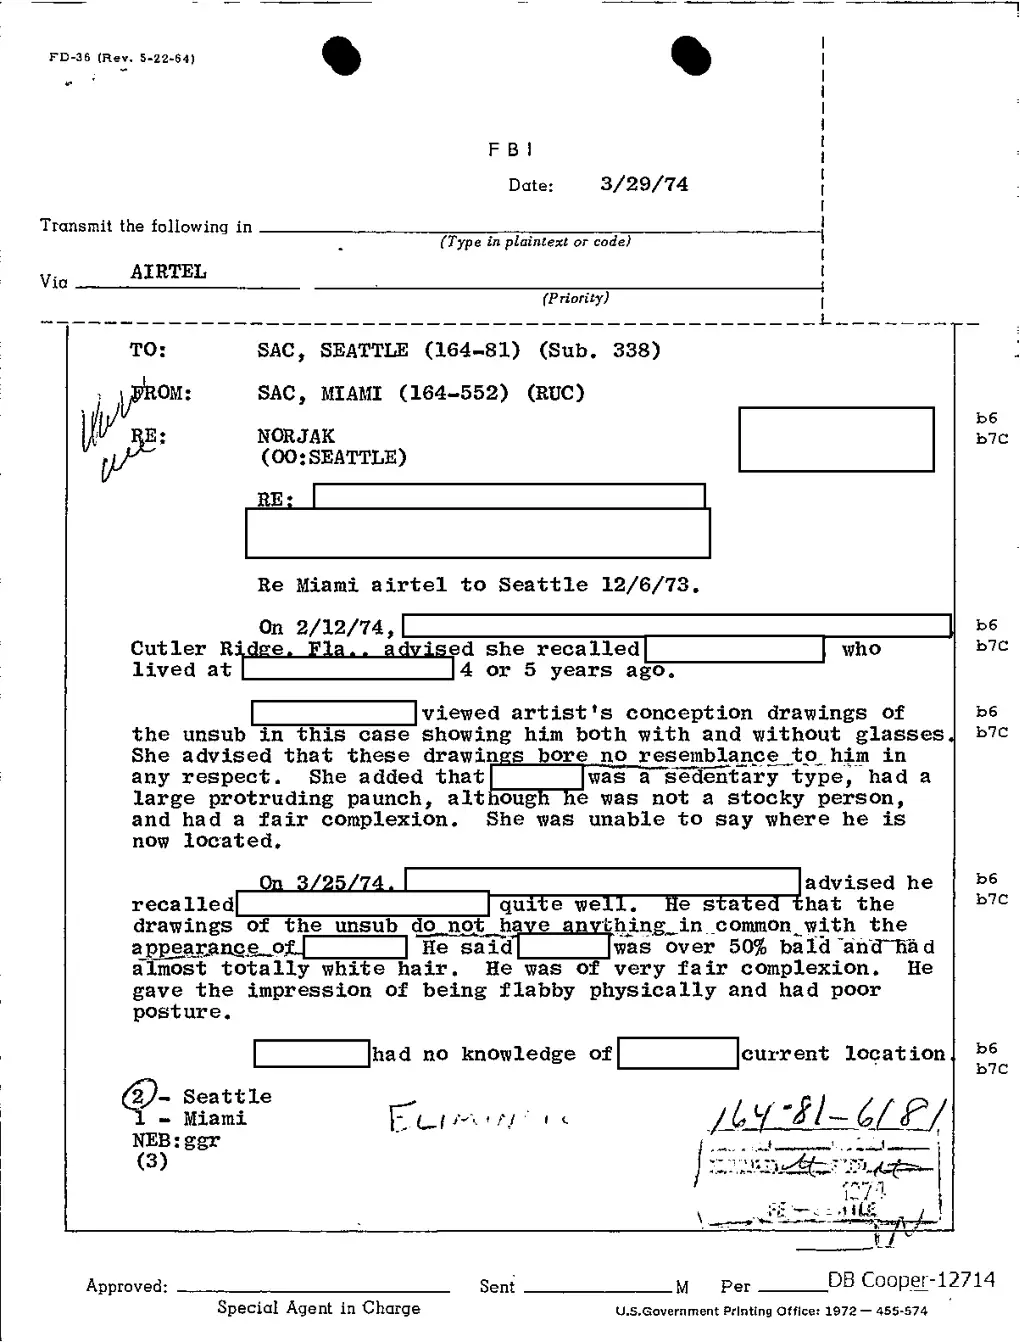 FD-36 (Rev. 5-22-64)
FBI
Date: 3/29/74
Transmit the following in
(Type in plaintext or code)
Via AIRTEL
(Priority)
TO: SAC, SEATTLE (164-81) (Sub. 338)
FROM: SAC, MIAMI (164-552) (RUC)
b6
b7C
RE: NORJAK
(OO:SEATTLE)
RE:
Re Miami airtel to Seattle 12/6/73.
On 2/12/74,
b6
Cutler Ridge, Fla., advised she recalled who
b7C
lived at 4 or 5 years ago.
viewed artist's conception drawings of
b6
the unsub in this case showing him both with and without glasses.
b7C
She advised that these drawings bore no resemblance to him in
any respect. She added that was a sedentary type, had a
large protruding paunch, although he was not a stocky person,
and had a fair complexion. She was unable to say where he is
now located.
On 3/25/74, advised he
b6
recalled quite well. He stated that the
b7C
drawings of the unsub do not have anything in common with the
appearance of He said was over 50% bald and had
almost totally white hair. He was of very fair complexion. He
gave the impression of being flabby physically and had poor
posture.
had no knowledge of current location.
b6
b7C
2 - Seattle
1 - Miami
NEB:ggr
(3)
164-81-6181
Approved: Sent M Per
DB Cooper-12714
Special Agent in Charge
U.S.Government Printing Office: 1972 — 455-574